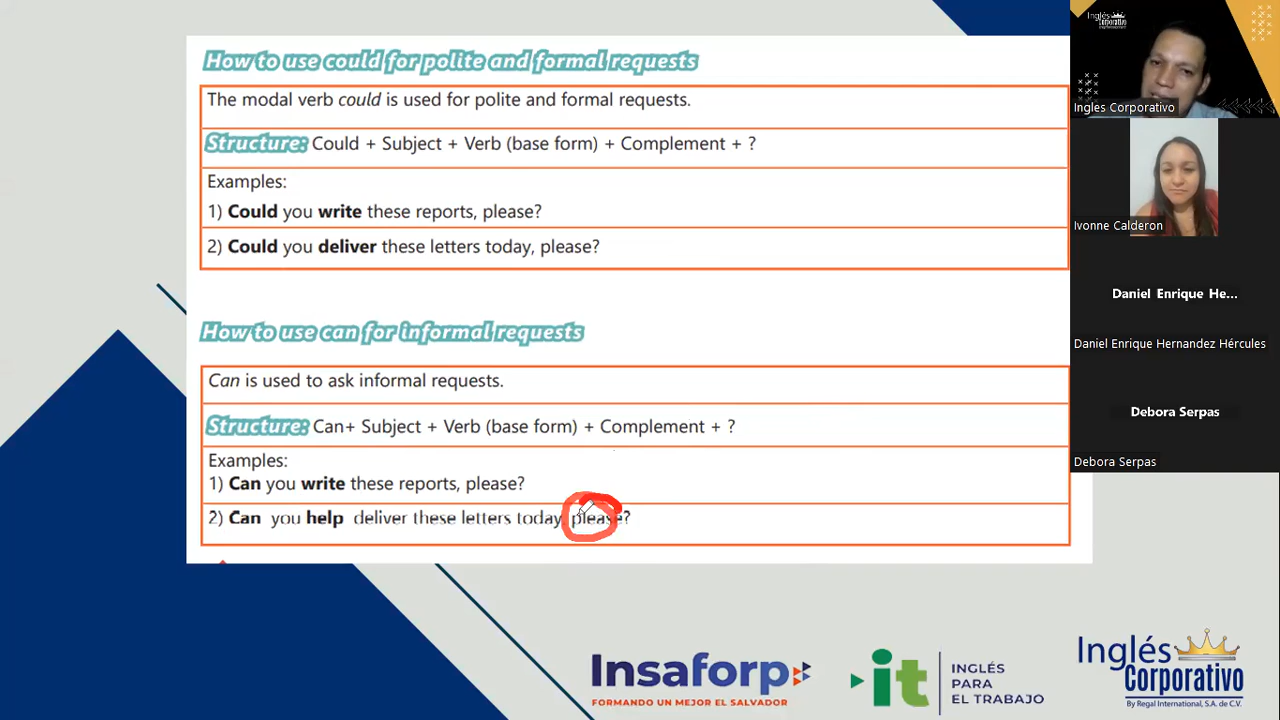 How to use could for polite and formal requests
The modal verb could is used for polite and formal requests.
Structure: Could + Subject + Verb (base form) + Complement + ?
Examples:
1) Could you write these reports, please?
2) Could you deliver these letters today, please?
How to use can for informal requests
Can is used to ask informal requests.
Structure: Can+ Subject + Verb (base form) + Complement + ?
Examples:
1) Can you write these reports, please?
2) Can you help deliver these letters today, please?
Insaforp
FORMANDO UN MEJOR EL SALVADOR
it
INGLÉS
PARA
EL TRABAJO
Inglés
Corporativo
By Regal International, S.A. de C.V.
Inglés
Corporativo
Ingles Corporativo
Ivonne Calderon
Daniel Enrique He...
Daniel Enrique Hernandez Hércules
Debora Serpas
Debora Serpas